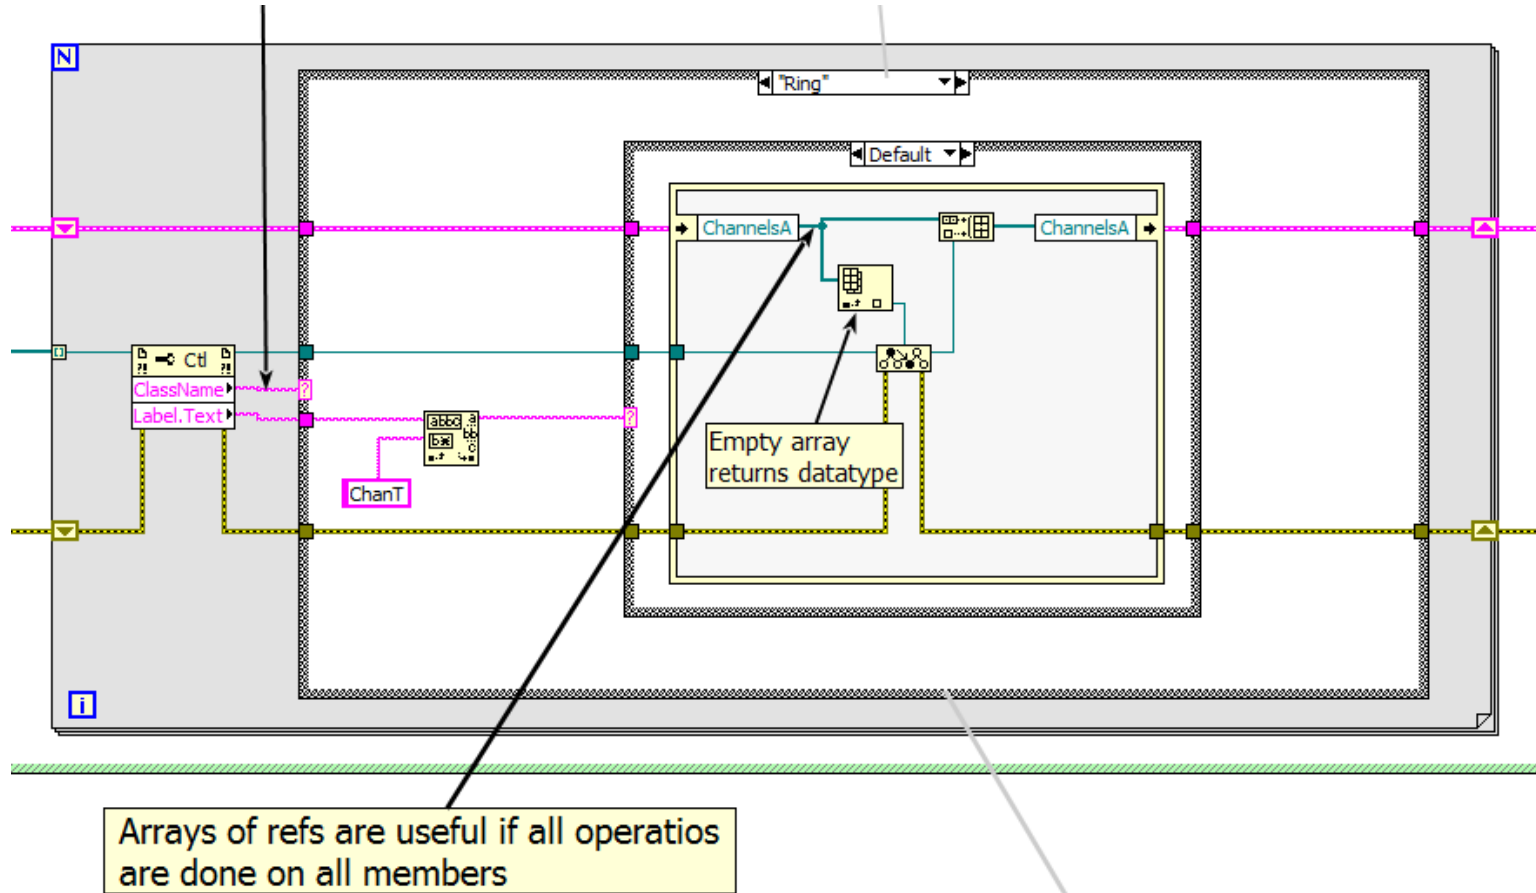 N
"Ring"
Default
ChannelsA
ChannelsA
Ctl
ClassName
Label.Text
?
?
ChanT
Empty array
returns datatype
i
Arrays of refs are useful if all operatios
are done on all members